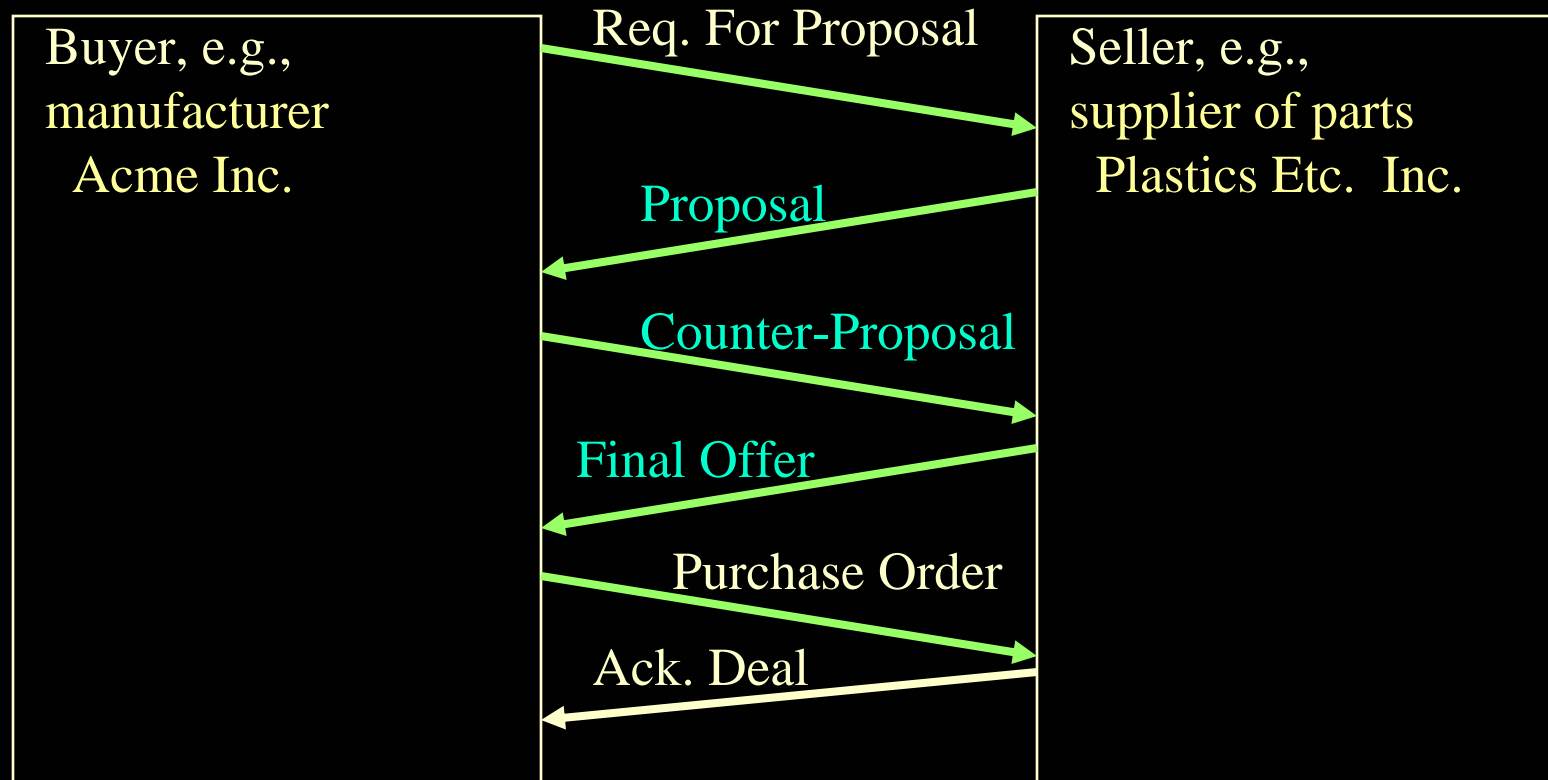 Buyer, e.g.,
manufacturer
Acme Inc.
Req. For Proposal
Proposal
Counter-Proposal
Final Offer
Purchase Order
Ack. Deal
Seller, e.g.,
supplier of parts
Plastics Etc.  Inc.